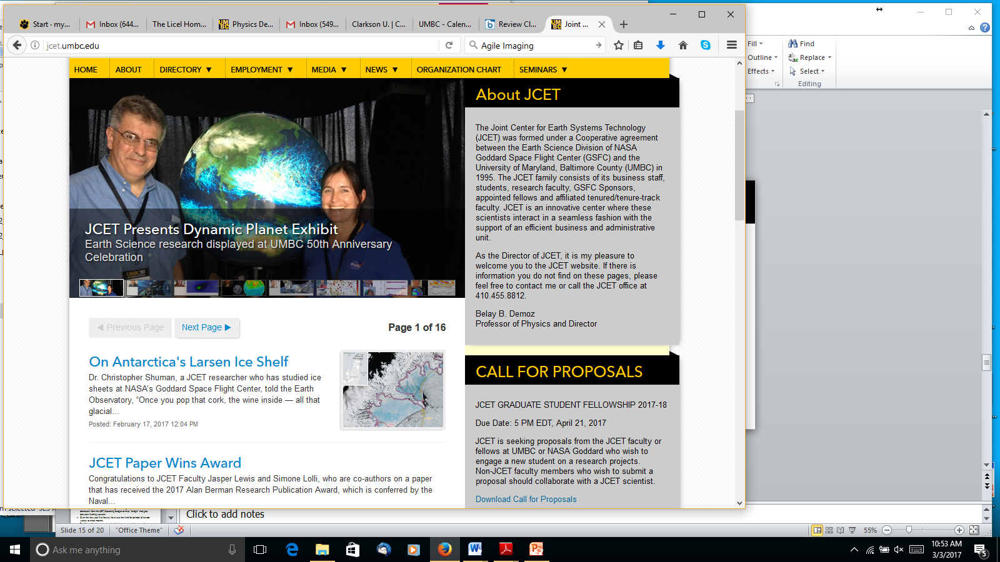 Start · my...
Inbox (644...
The Licel Hom...
Physics De...
Inbox (549...
Clarkson U. | C...
UMBC - Calen...
Review Cl...
Joint ...
jcet.umbc.edu
Agile Imaging
HOME
ABOUT
DIRECTORY ▼
EMPLOYMENT ▼
MEDIA ▼
NEWS ▼
ORGANIZATION CHART
SEMINARS ▼
JCET Presents Dynamic Planet Exhibit
Earth Science research displayed at UMBC 50th Anniversary
Celebration
◀ Previous Page
Next Page ▶
Page 1 of 16
On Antarctica's Larsen Ice Shelf
Dr. Christopher Shuman, a JCET researcher who has studied ice
sheets at NASA's Goddard Space Flight Center, told the Earth
Observatory, “Once you pop that cork, the wine inside — all that
glacial...
Posted: February 17, 2017 12:04 PM
JCET Paper Wins Award
Congratulations to JCET Faculty Jasper Lewis and Simone Lolli, who are co-authors on a paper
that has received the 2017 Alan Berman Research Publication Award, which is conferred by the
Naval...
About JCET
The Joint Center for Earth Systems Technology
(JCET) was formed under a Cooperative agreement
between the Earth Science Division of NASA
Goddard Space Flight Center (GSFC) and the
University of Maryland, Baltimore County (UMBC) in
1995. The JCET family consists of its business staff,
students, research faculty, GSFC Sponsors,
appointed fellows and affiliated tenured/tenure-track
faculty. JCET is an innovative center where these
scientists interact in a seamless fashion with the
support of an efficient business and administrative
unit.
As the Director of JCET, it is my pleasure to
welcome you to the JCET website. If there is
information you do not find on these pages, please
feel free to contact me or call the JCET office at
410.455.8812.
Belay B. Demoz
Professor of Physics and Director
CALL FOR PROPOSALS
JCET GRADUATE STUDENT FELLOWSHIP 2017-18
Due Date: 5 PM EDT, April 21, 2017
JCET is seeking proposals from the JCET faculty or
fellows at UMBC or NASA Goddard who wish to
engage a new student on a research projects.
Non-JCET faculty members who wish to submit a
proposal should collaborate with a JCET scientist.
Download Call for Proposals
Fill
Outline
Effects
Find
Replace
Select
Editing
Click to add notes
Slide 15 of 20
"Office Theme"
55%
Ask me anything
10:53 AM
3/3/2017
5